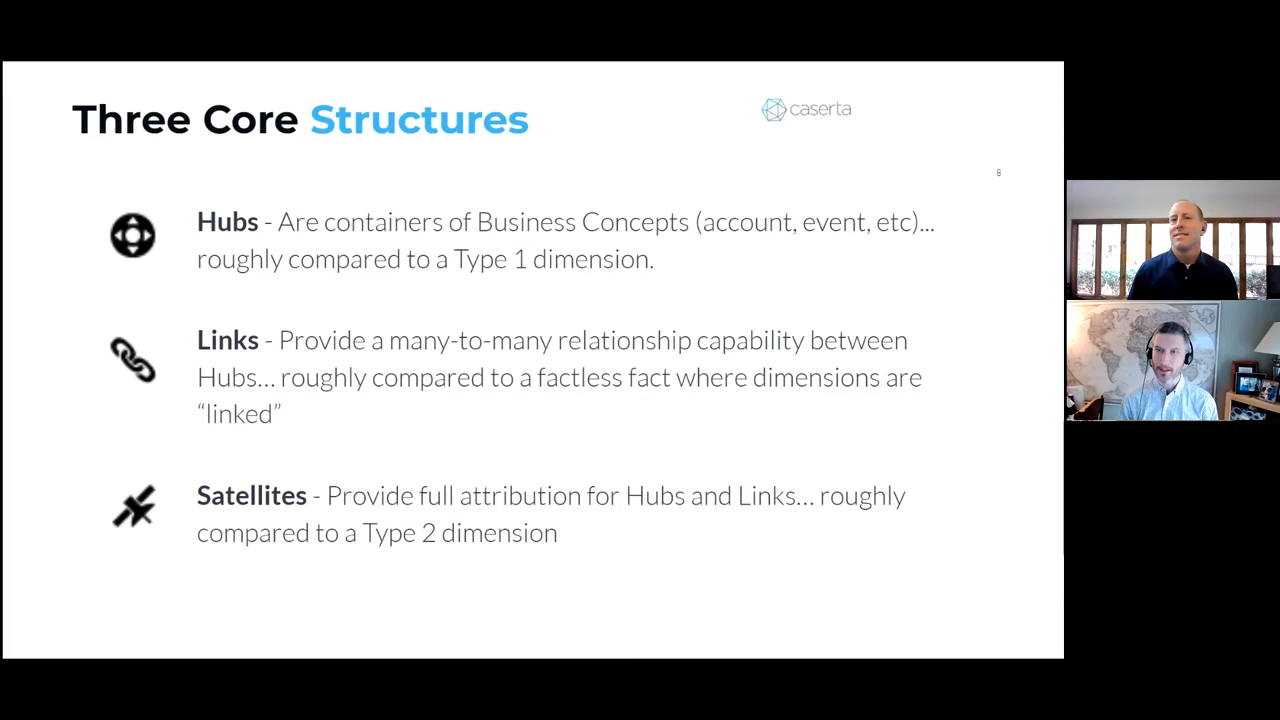 Three Core Structures
caserta
8
Hubs - Are containers of Business Concepts (account, event, etc)...
roughly compared to a Type 1 dimension.
Links - Provide a many-to-many relationship capability between
Hubs... roughly compared to a factless fact where dimensions are
“linked”
Satellites - Provide full attribution for Hubs and Links... roughly
compared to a Type 2 dimension